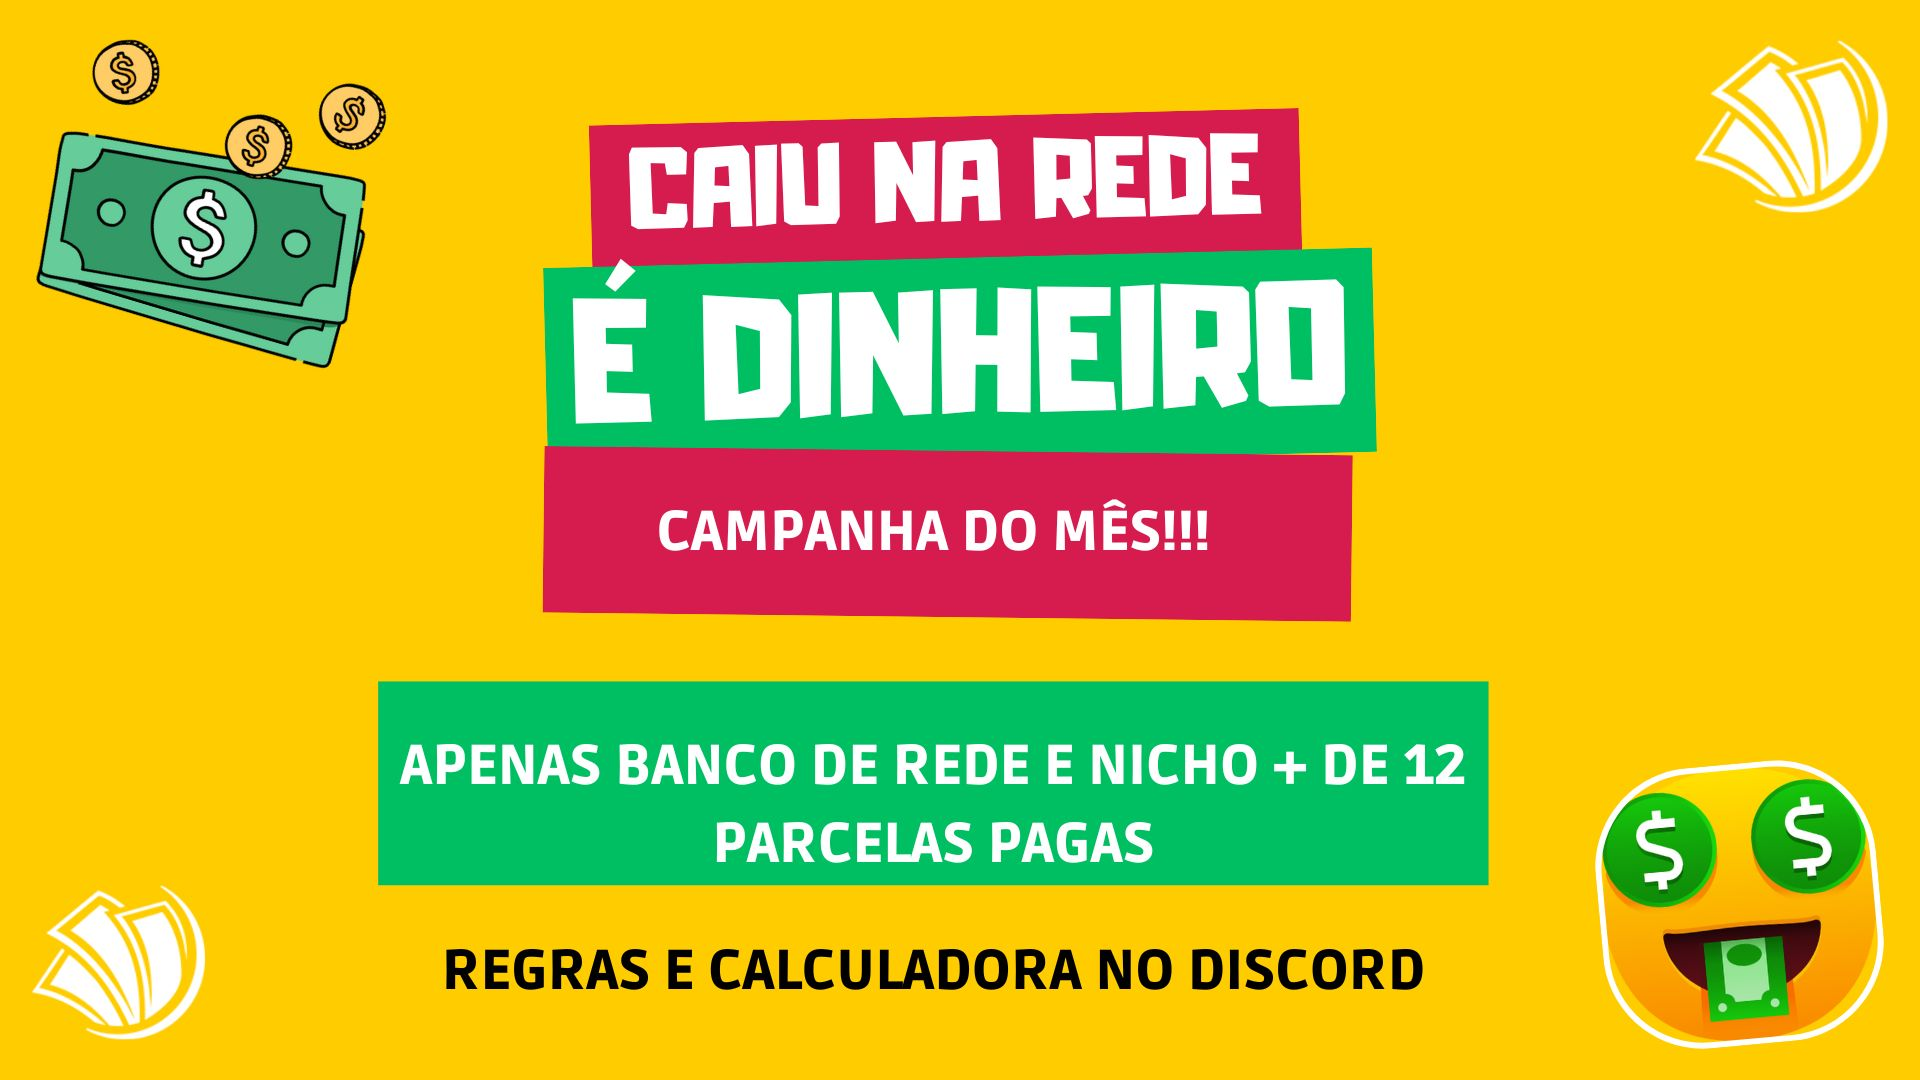 CAIU NA REDE
É DINHEIRO
CAMPANHA DO MÊS!!!
APENAS BANCO DE REDE E NICHO + DE 12
PARCELAS PAGAS
REGRAS E CALCULADORA NO DISCORD